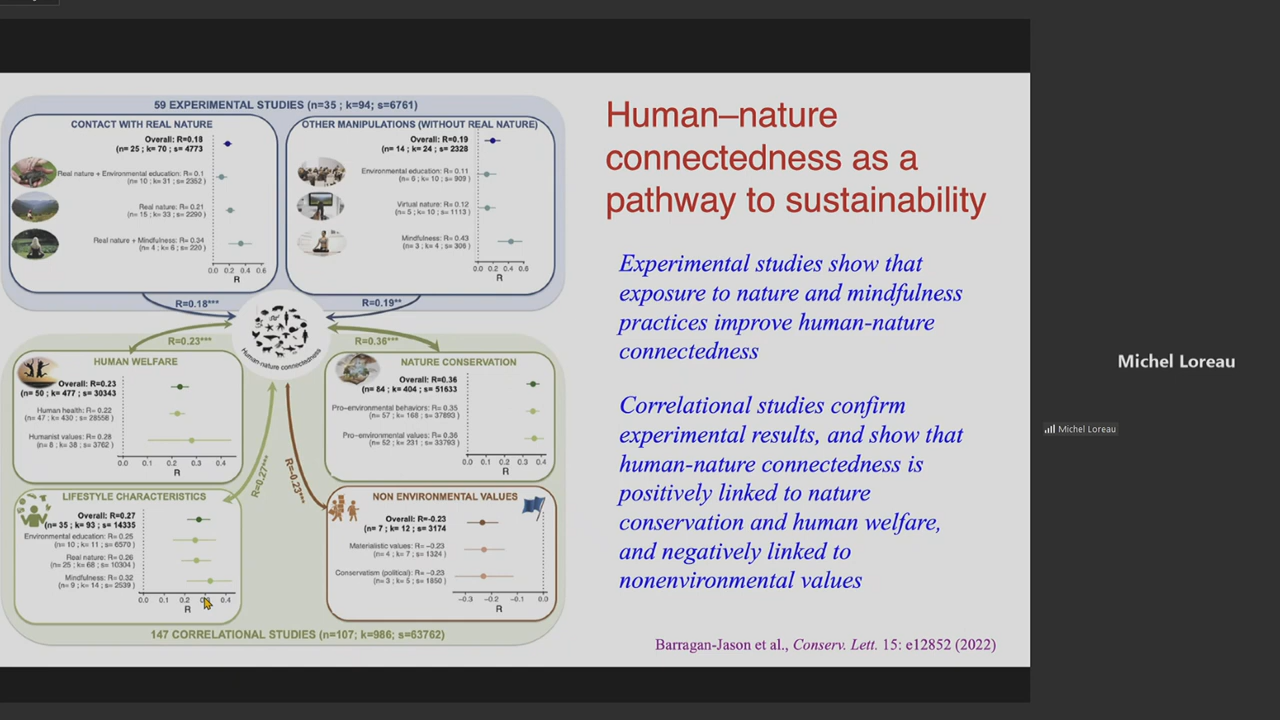 59 EXPERIMENTAL STUDIES (n=35 ; k=94; s=6761)
CONTACT WITH REAL NATURE
Overall: R=0.18
(n= 25 ; k= 70 ; s= 4773)
Real nature + Environmental education: R= 0.1
(n= 10 ; k= 31 ; s= 2352 )
Real nature: R= 0.21
(n= 15 ; k= 33 ; s= 2290 )
Real nature + Mindfulness: R= 0.34
(n= 4 ; k= 6 ; s= 220 )
0.0 0.2 0.4 0.6
R
OTHER MANIPULATIONS (WITHOUT REAL NATURE)
Overall: R=0.19
(n= 14 ; k= 24 ; s= 2328)
Environmental education: R= 0.11
(n= 6 ; k= 10 ; s= 909 )
Virtual nature: R= 0.12
(n= 5 ; k= 10 ; s= 1113 )
Mindfulness: R= 0.43
(n= 3 ; k= 4 ; s= 306 )
0.0 0.2 0.4 0.6
R
R=0.18***
R=0.19**
Human-nature connectedness
R=0.23***
R=0.36***
HUMAN WELFARE
Overall: R=0.23
(n= 50 ; k= 477 ; s= 30343
Human health: R= 0.22
(n= 47 ; k= 430 ; s= 28558 )
Humanist values: R= 0.28
(n= 8 ; k= 38 ; s= 3762 )
0.0 0.1 0.2 0.3 0.4
R
NATURE CONSERVATION
Overall: R=0.36
(n= 84 ; k= 404 ; s= 51633
Pro−environmental behaviors: R= 0.35
(n= 57 ; k= 168 ; s= 37893 )
Pro−environmental values: R= 0.36
(n= 52 ; k= 231 ; s= 33793 )
0.0 0.1 0.2 0.3 0.4
R
R=0.27***
R=-0.23***
LIFESTYLE CHARACTERISTICS
Overall: R=0.27
(n= 35 ; k= 93 ; s= 14335
Environmental education: R= 0.25
(n= 10 ; k= 11 ; s= 6570 )
Real nature: R= 0.26
(n= 25 ; k= 68 ; s= 10304 )
Mindfulness: R= 0.32
(n= 9 ; k= 14 ; s= 2539 )
0.0 0.1 0.2 0.4
R
NON ENVIRONMENTAL VALUES
Overall: R=-0.23
(n= 7 ; k= 12 ; s= 3174
Materialistic values: R= −0.23
(n= 4 ; k= 7 ; s= 1324 )
Conservatism (political): R= −0.23
(n= 3 ; k= 5 ; s= 1850 )
−0.3 −0.2 −0.1 0.0
R
147 CORRELATIONAL STUDIES (n=107; k=986; s=63762)
Human–nature
connectedness as a
pathway to sustainability
Experimental studies show that
exposure to nature and mindfulness
practices improve human-nature
connectedness
Correlational studies confirm
experimental results, and show that
human-nature connectedness is
positively linked to nature
conservation and human welfare,
and negatively linked to
nonenvironmental values
Barragan-Jason et al., Conserv. Lett. 15: e12852 (2022)
Michel Loreau
Michel Loreau